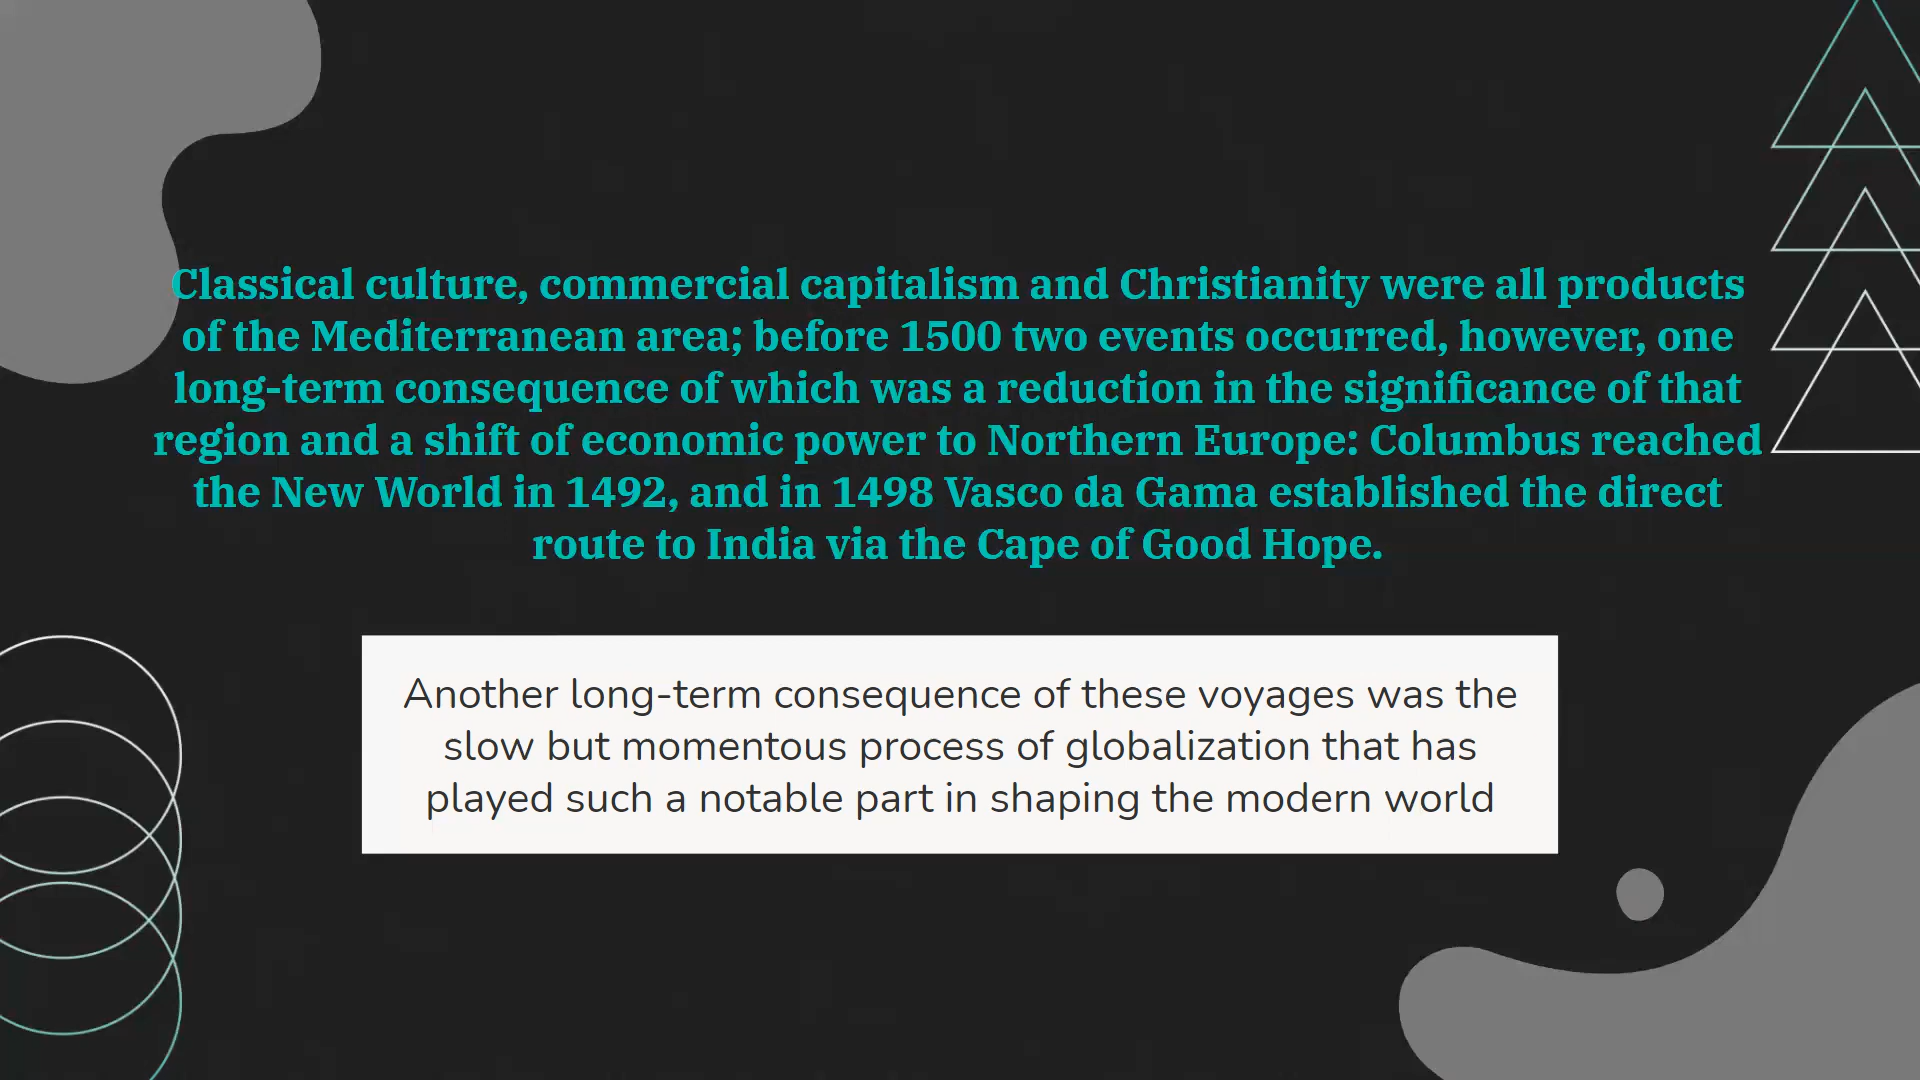 Classical culture, commercial capitalism and Christianity were all products
of the Mediterranean area; before 1500 two events occurred, however, one
long-term consequence of which was a reduction in the significance of that
region and a shift of economic power to Northern Europe: Columbus reached
the New World in 1492, and in 1498 Vasco da Gama established the direct
route to India via the Cape of Good Hope.
Another long-term consequence of these voyages was the
slow but momentous process of globalization that has
played such a notable part in shaping the modern world